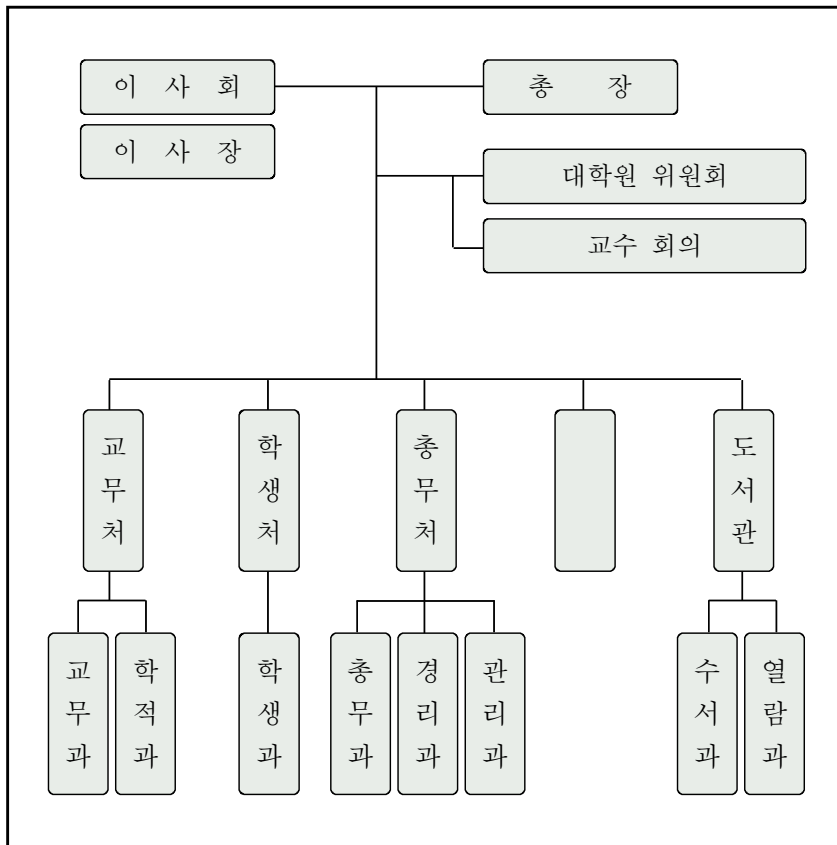 이 사 회
총 장
이 사 장
대학원 위원회
교수 회의
교무처
학생처
총무처
도서관
교무과
학적과
학생과
총무과
경리과
관리과
수서과
열람과